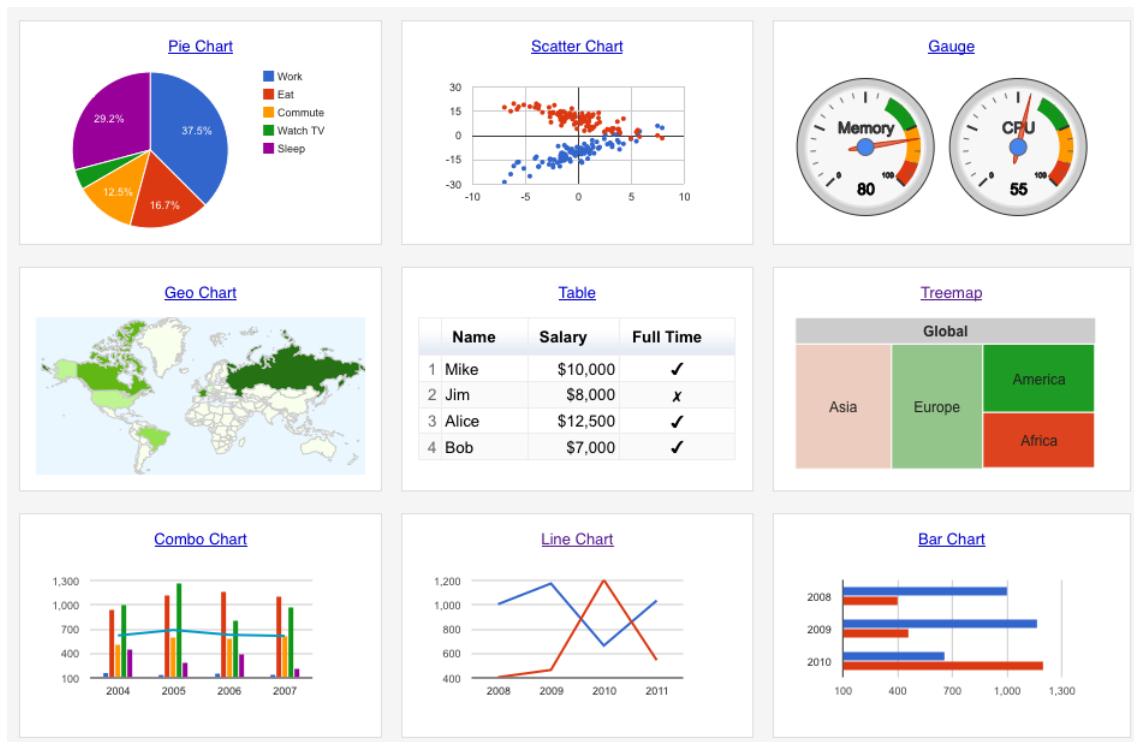 Pie Chart
Work
Eat
Commute
Watch TV
Sleep
29.2%
37.5%
12.5%
16.7%
Scatter Chart
30
15
0
-15
-30
-10 -5 0 5 10
Gauge
Memory
0 100
80
CPU
0 100
55
Geo Chart
Table
Name Salary Full Time
1 Mike $10,000 ✓
2 Jim $8,000 ✗
3 Alice $12,500 ✓
4 Bob $7,000 ✓
Treemap
Global
Asia
Europe
America
Africa
Combo Chart
1,300
1,000
700
400
100
2004 2005 2006 2007
Line Chart
1,200
1,000
800
600
400
2008 2009 2010 2011
Bar Chart
2008
2009
2010
100 400 700 1,000 1,300